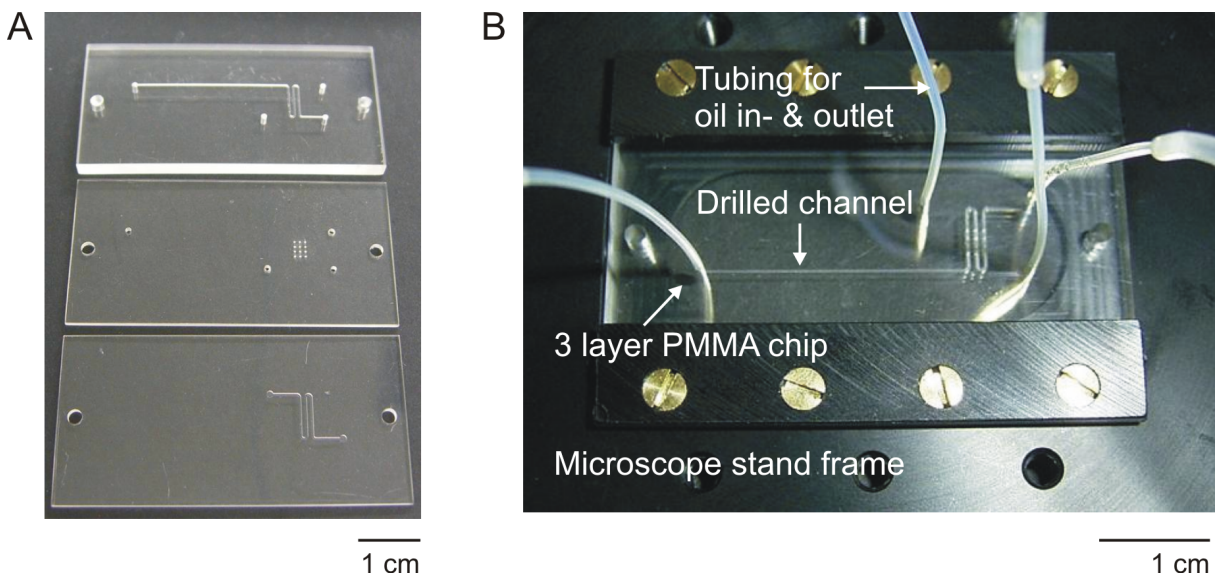 A
B
Tubing for
oil in- & outlet
Drilled channel
3 layer PMMA chip
Microscope stand frame
1 cm
1 cm